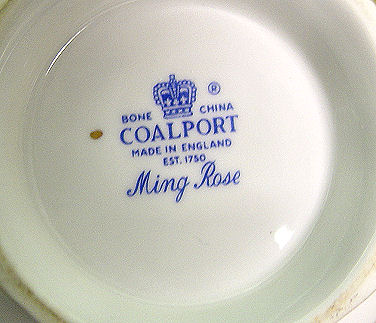 ®
BONE CHINA
COALPORT
MADE IN ENGLAND
EST. 1750
Ming Rose